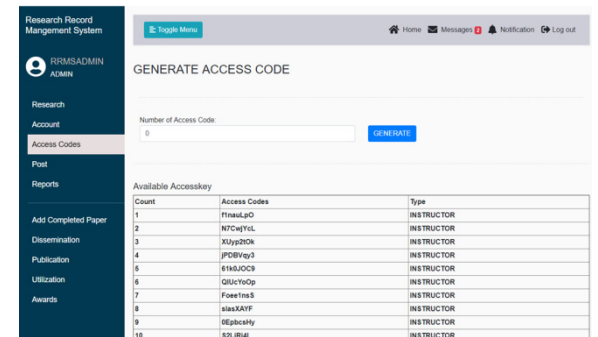 Research Record
Mangement System
RRMSADMIN
ADMIN
Research
Account
Access Codes
Post
Reports
Add Completed Paper
Dissemination
Publication
Utilization
Awards
Toggle Menu
Home Messages 2 Notification Log out
GENERATE ACCESS CODE
Number of Access Code:
0
GENERATE
Available Accesskey
Count Access Codes Type
1 f1nauLpO INSTRUCTOR
2 N7CwjYcL INSTRUCTOR
3 XUyp2tOk INSTRUCTOR
4 jPDBVqy3 INSTRUCTOR
5 61k0JOC9 INSTRUCTOR
6 QIUcYoOp INSTRUCTOR
7 Foee1nsS INSTRUCTOR
8 siasXAYF INSTRUCTOR
9 0EpbcsHy INSTRUCTOR
10 INSTRUCTOR